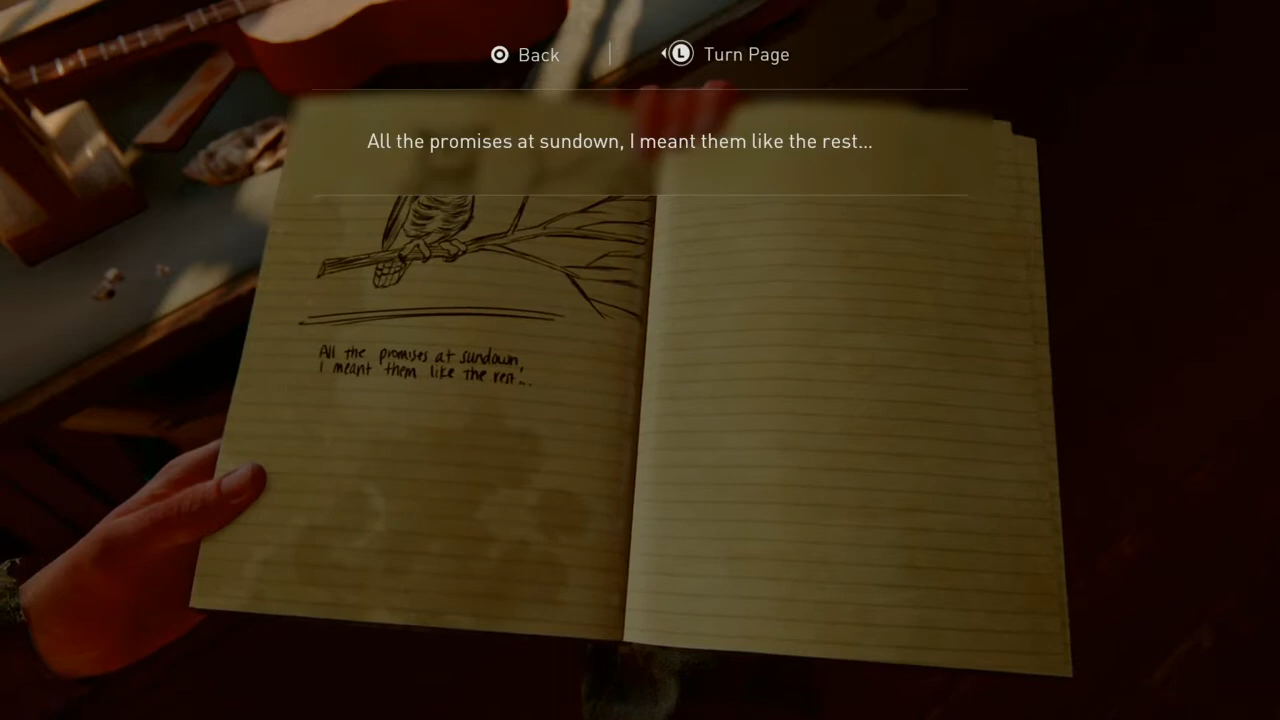 Back
L Turn Page
All the promises at sundown, I meant them like the rest...
All the promises at sundown,
I meant them like the rest...